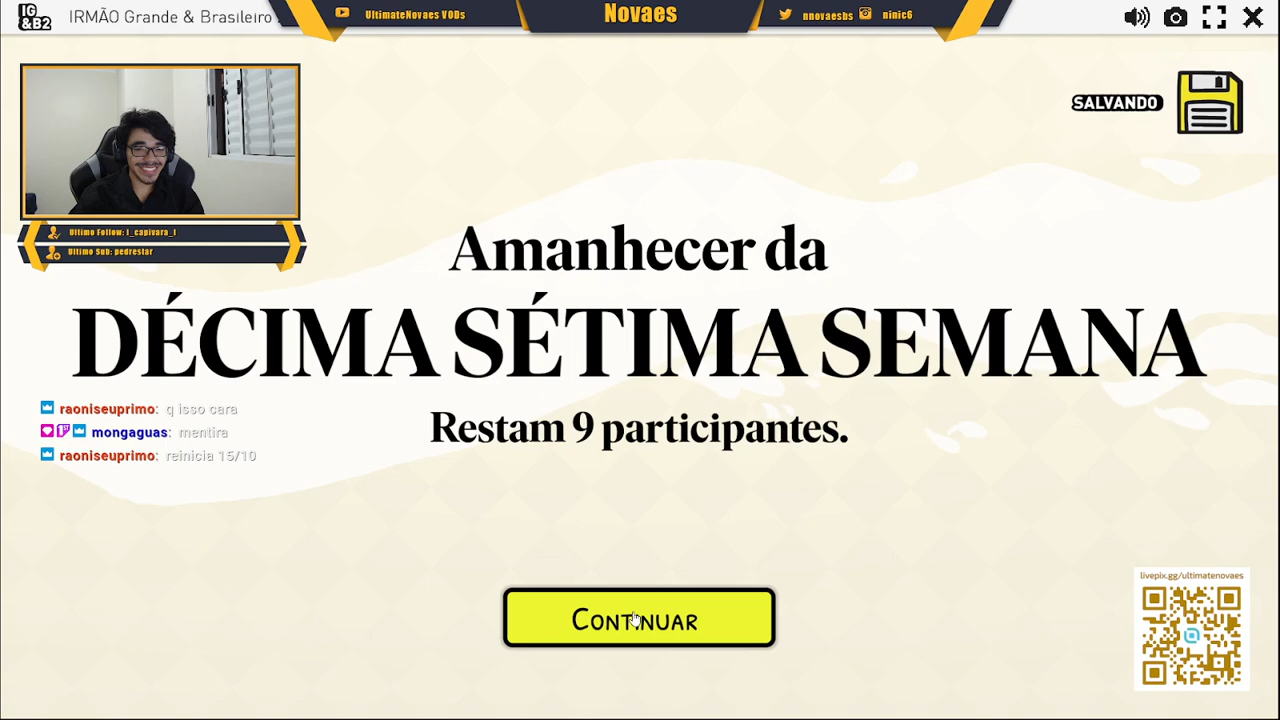 IG
&B2
IRMÃO Grande & Brasileiro
UltimateNovaes VODs
Novaes
nnovaesbs
ninic6
SALVANDO
Ultimo Follow: l_capivara_l
Ultimo Sub: pedrestar
Amanhecer da
DÉCIMA SÉTIMA SEMANA
Restam 9 participantes.
raoniseuprimo: q isso cara
mongaguas: mentira
raoniseuprimo: reinicia 15/10
CONTINUAR
livepix.gg/ultimatenovaes